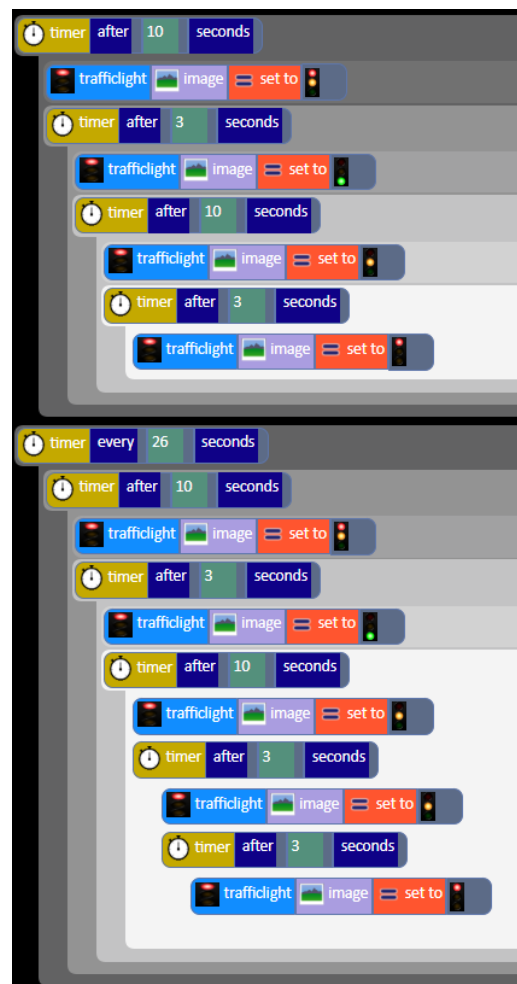 timer after 10 seconds
trafficlight image set to
timer after 3 seconds
trafficlight image set to
timer after 10 seconds
trafficlight image set to
timer after 3 seconds
trafficlight image set to
timer every 26 seconds
timer after 10 seconds
trafficlight image set to
timer after 3 seconds
trafficlight image set to
timer after 10 seconds
trafficlight image set to
timer after 3 seconds
trafficlight image set to
timer after 3 seconds
trafficlight image set to